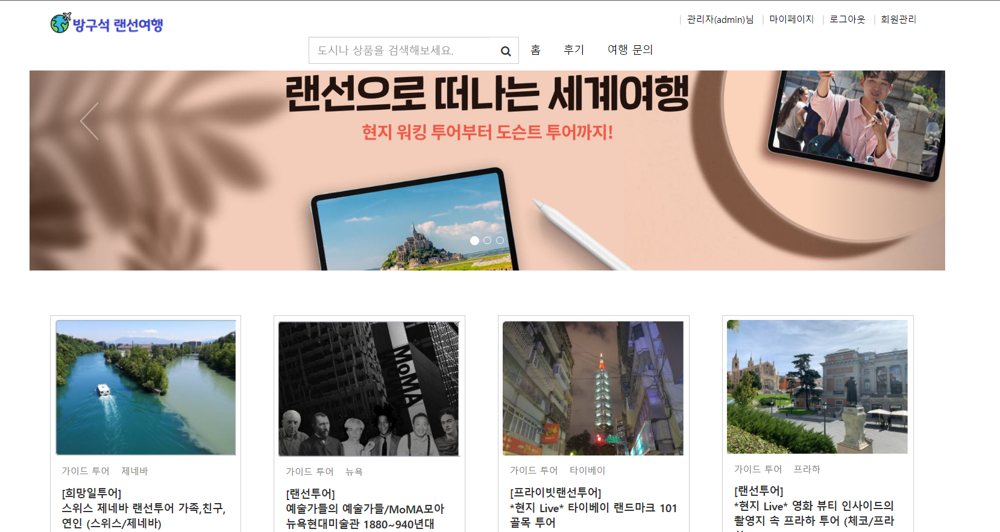 방구석 랜선여행
관리자(admin)님
마이페이지
로그아웃
회원관리
도시나 상품을 검색해보세요.
홈
후기
여행 문의
랜선으로 떠나는 세계여행
현지 워킹 투어부터 도슨트 투어까지!
MoMA
가이드 투어 제네바
[희망일투어]
스위스 제네바 랜선투어 가족,친구,
연인 (스위스/제네바)
가이드 투어 뉴욕
[랜선투어]
예술가들의 예술가들/MoMA모아
뉴욕현대미술관 1880~940년대
가이드 투어 타이베이
[프라이빗랜선투어]
*현지 Live* 타이베이 랜드마크 101
골목 투어
가이드 투어 프라하
[랜선투어]
*현지 Live* 영화 뷰티 인사이드의
촬영지 속 프라하 투어 (체코/프라